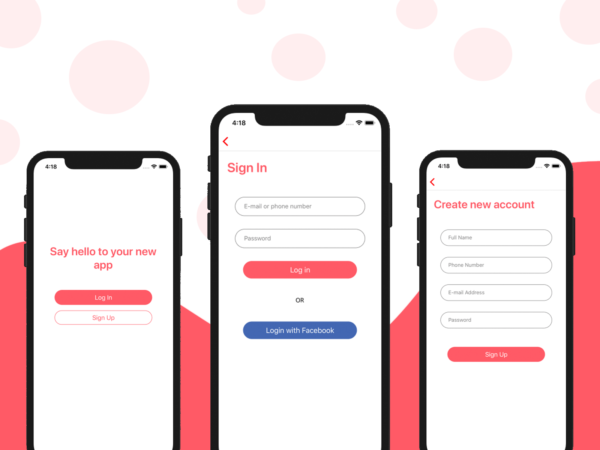 4:18
Say hello to your new
app
Log in
Sign Up
4:18
Sign In
E-mail or phone number
Password
Log in
OR
Login with Facebook
4:18
Create new account
Full Name
Phone Number
E-mail Address
Password
Sign Up